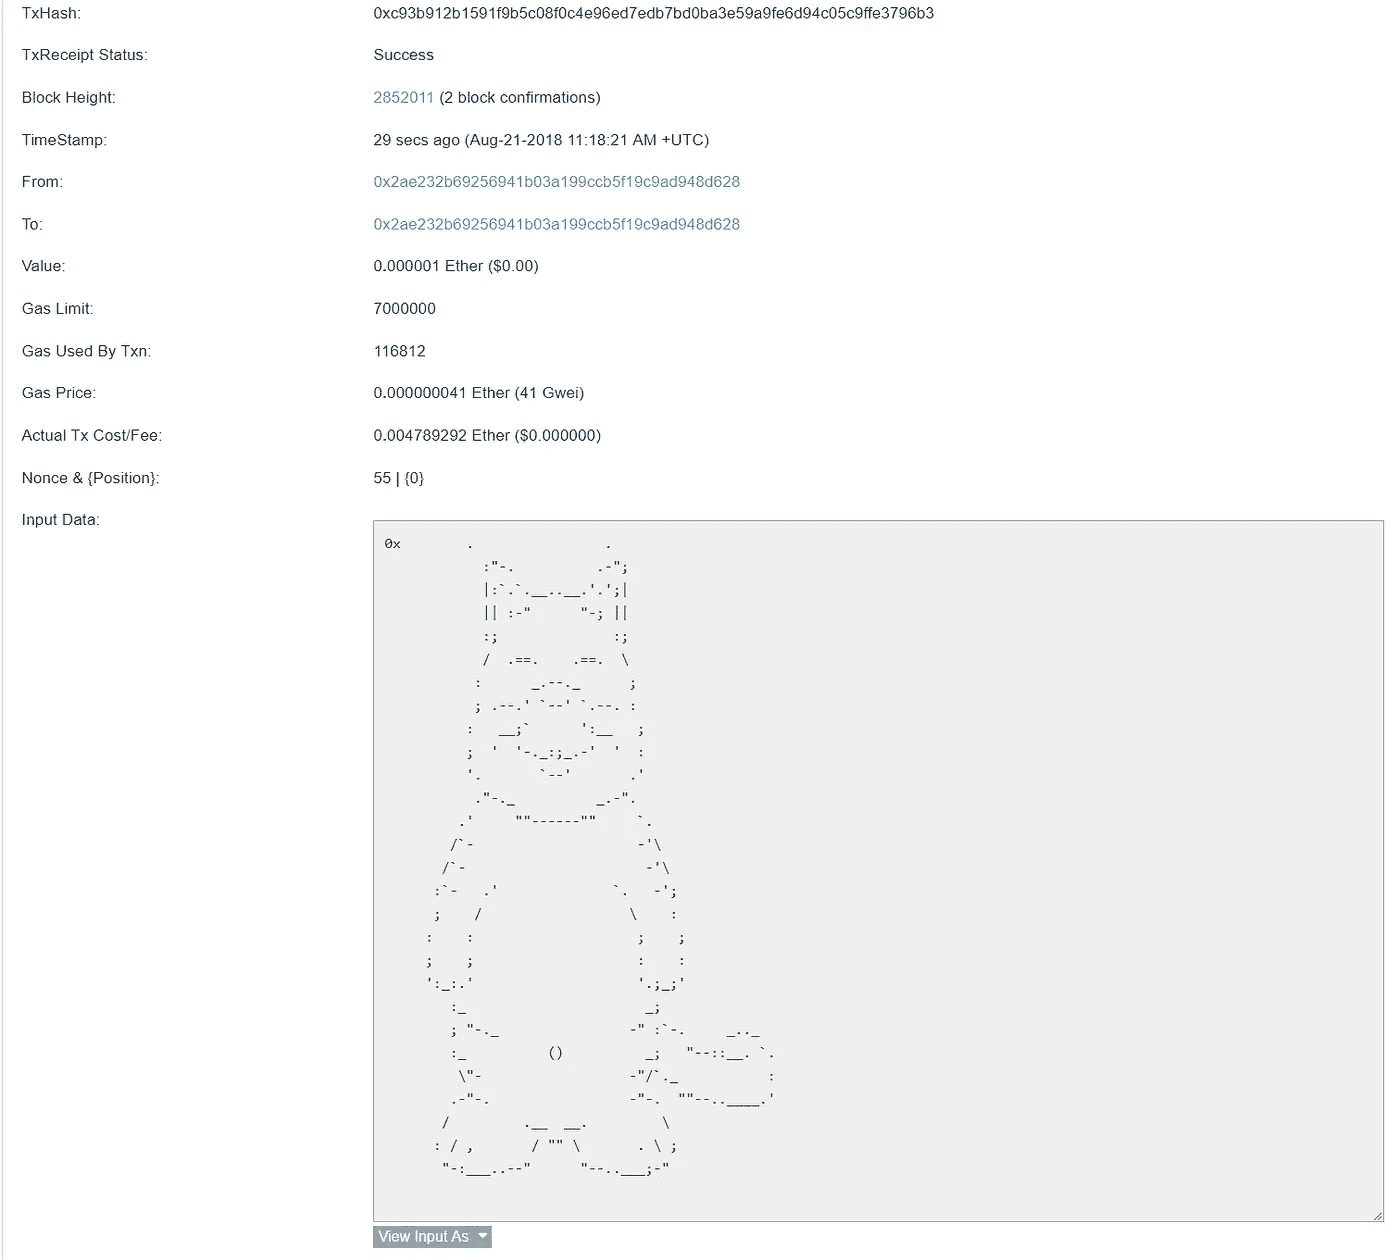 TxHash: 0xc93b912b1591f9b5c08f0c4e96ed7edb7bd0ba3e59a9fe6d94c05c9ffe3796b3
TxReceipt Status: Success
Block Height: 2852011 (2 block confirmations)
TimeStamp: 29 secs ago (Aug-21-2018 11:18:21 AM +UTC)
From: 0x2ae232b69256941b03a199ccb5f19c9ad948d628
To: 0x2ae232b69256941b03a199ccb5f19c9ad948d628
Value: 0.000001 Ether ($0.00)
Gas Limit: 7000000
Gas Used By Txn: 116812
Gas Price: 0.000000041 Ether (41 Gwei)
Actual Tx Cost/Fee: 0.004789292 Ether ($0.000000)
Nonce & {Position}: 55 | {0}
Input Data:
0x
View Input As